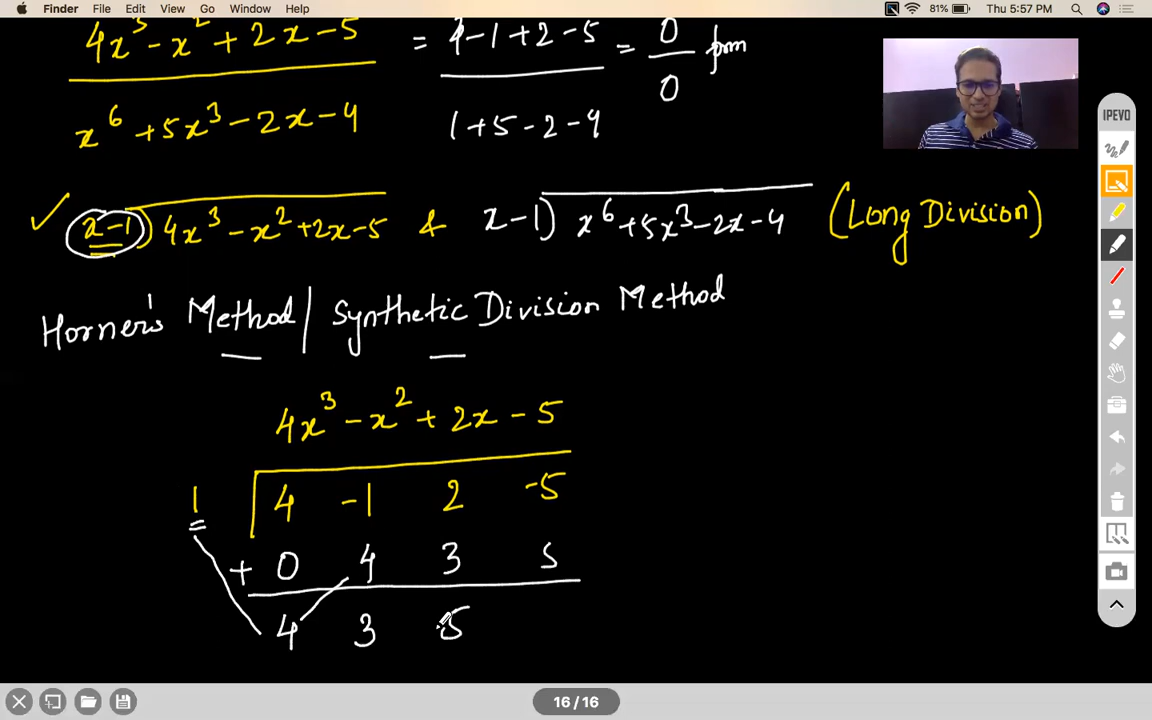 Finder File Edit View Go Window Help 81% Thu 5:57 PM
4x³ - x² + 2x - 5 = 4 - 1 + 2 - 5 = 0 form
x⁶ + 5x³ - 2x - 4 1 + 5 - 2 - 4 0
IPEVO
✓ x-1) 4x³ - x² + 2x - 5 & x-1) x⁶ + 5x³ - 2x - 4 (Long Division)
Horner's Method / Synthetic Division Method
4x³ - x² + 2x - 5
1 4 -1 2 -5
+ 0 4 3 5
4 3 5
16 / 16